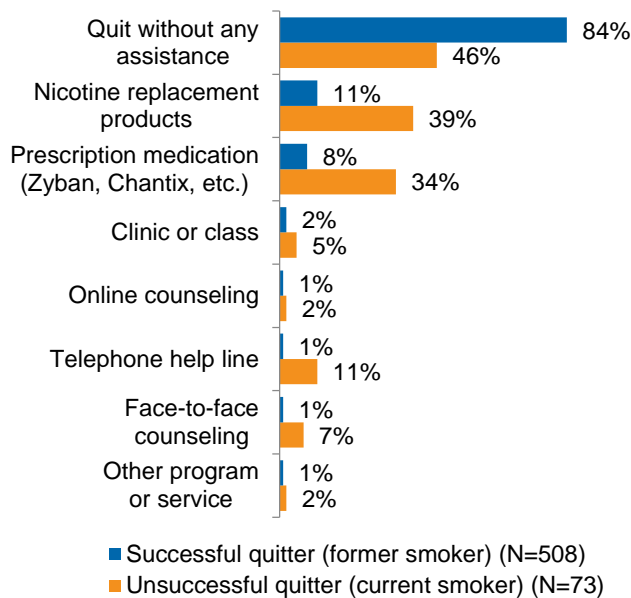 Quit without any
assistance
84%
46%
Nicotine replacement
products
11%
39%
Prescription medication
(Zyban, Chantix, etc.)
8%
34%
Clinic or class
2%
5%
Online counseling
1%
2%
Telephone help line
1%
11%
Face-to-face
counseling
1%
7%
Other program
or service
1%
2%
Successful quitter (former smoker) (N=508)
Unsuccessful quitter (current smoker) (N=73)